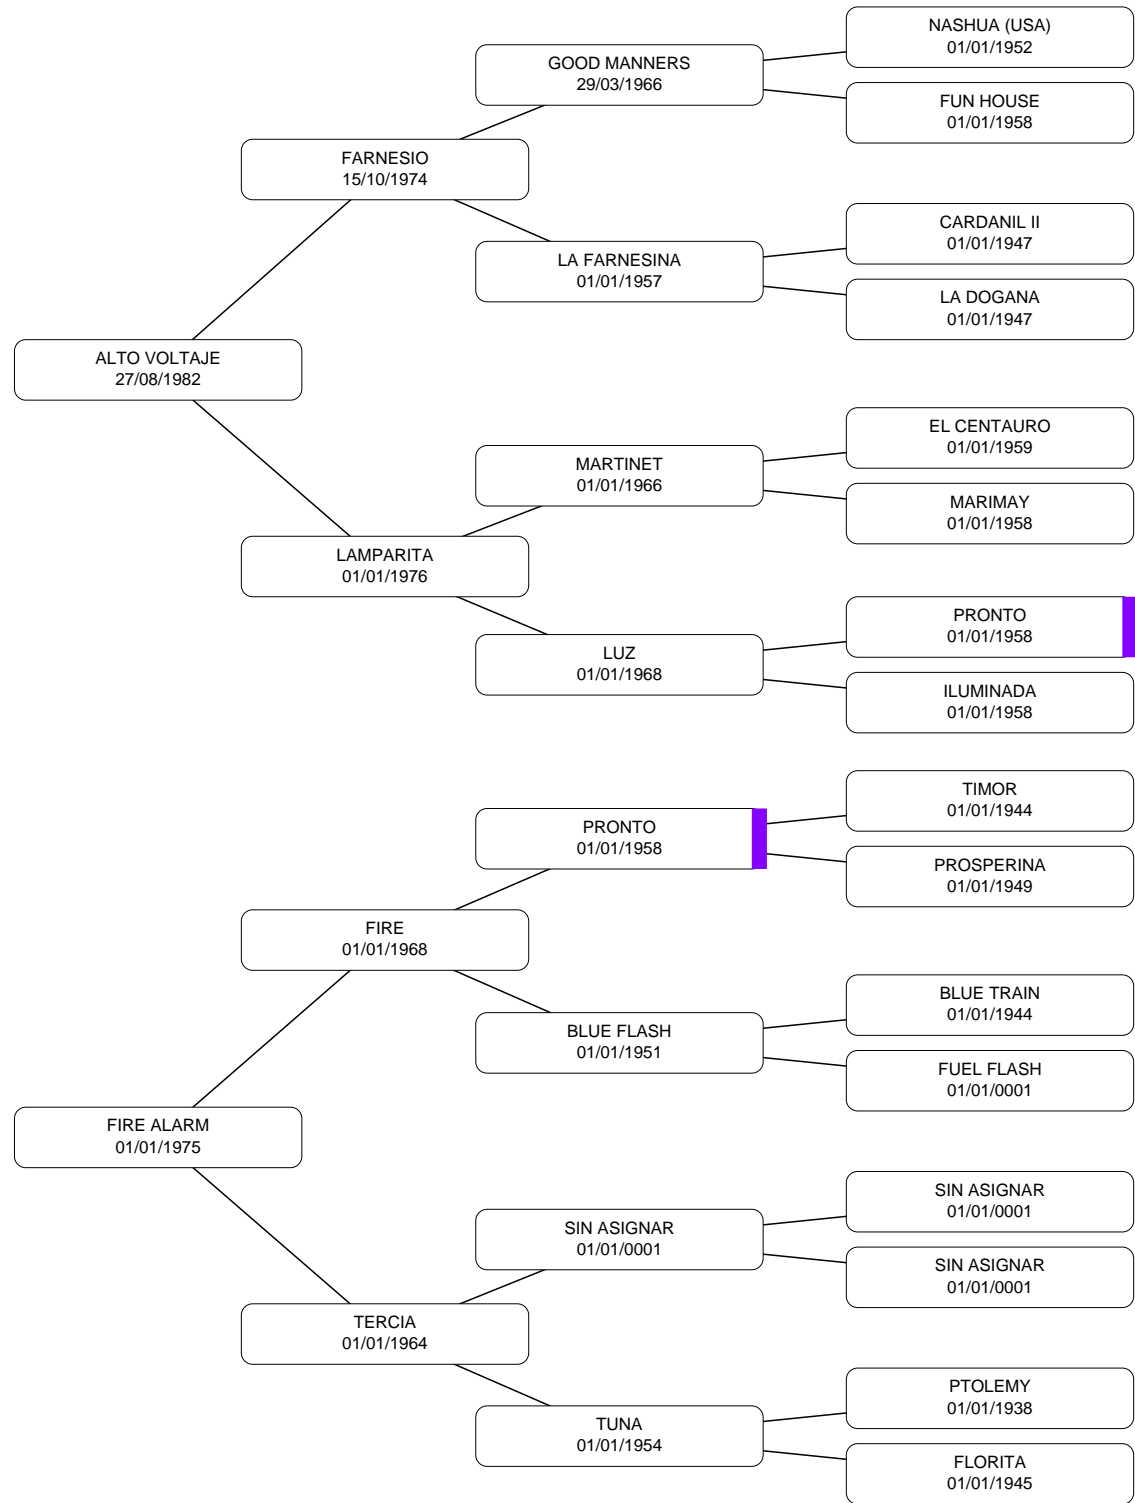 NASHUA (USA)
01/01/1952
GOOD MANNERS
29/03/1966
FUN HOUSE
01/01/1958
FARNESIO
15/10/1974
CARDANIL II
01/01/1947
LA FARNESINA
01/01/1957
LA DOGANA
01/01/1947
ALTO VOLTAJE
27/08/1982
EL CENTAURO
01/01/1959
MARTINET
01/01/1966
MARIMAY
01/01/1958
LAMPARITA
01/01/1976
PRONTO
01/01/1958
LUZ
01/01/1968
ILUMINADA
01/01/1958
TIMOR
01/01/1944
PRONTO
01/01/1958
PROSPERINA
01/01/1949
FIRE
01/01/1968
BLUE TRAIN
01/01/1944
BLUE FLASH
01/01/1951
FUEL FLASH
01/01/0001
FIRE ALARM
01/01/1975
SIN ASIGNAR
01/01/0001
SIN ASIGNAR
01/01/0001
SIN ASIGNAR
01/01/0001
TERCIA
01/01/1964
PTOLEMY
01/01/1938
TUNA
01/01/1954
FLORITA
01/01/1945